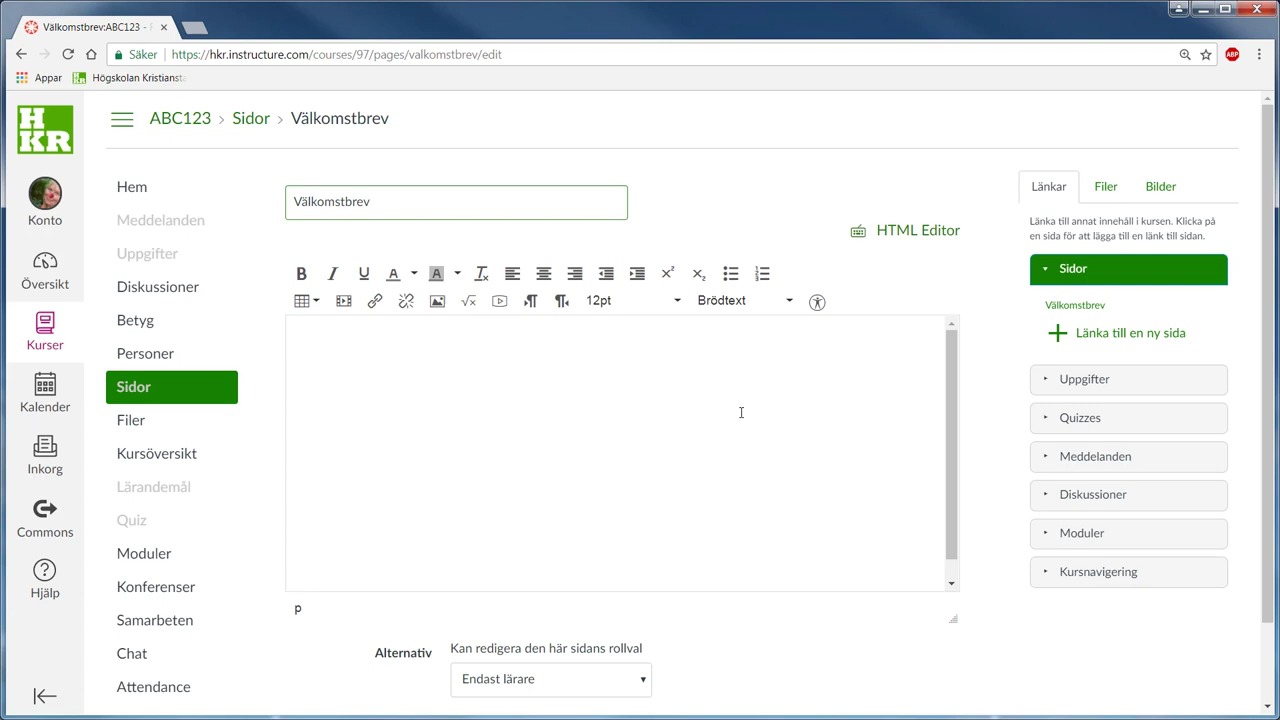 Välkomstbrev:ABC123 -
Säker
https://hkr.instructure.com/courses/97/pages/valkomstbrev/edit
ABP
Appar
Högskolan Kristiansta
H
KR
ABC123 › Sidor › Välkomstbrev
Konto
Översikt
Kurser
Kalender
Inkorg
Commons
Hjälp
Hem
Meddelanden
Uppgifter
Diskussioner
Betyg
Personer
Sidor
Filer
Kursöversikt
Lärandemål
Quiz
Moduler
Konferenser
Samarbeten
Chat
Attendance
Välkomstbrev
HTML Editor
B I U A A
12pt
Brödtext
p
Alternativ
Kan redigera den här sidans rollval
Endast lärare
Länkar
Filer
Bilder
Länka till annat innehåll i kursen. Klicka på
en sida för att lägga till en länk till sidan.
Sidor
Välkomstbrev
Länka till en ny sida
Uppgifter
Quizzes
Meddelanden
Diskussioner
Moduler
Kursnavigering